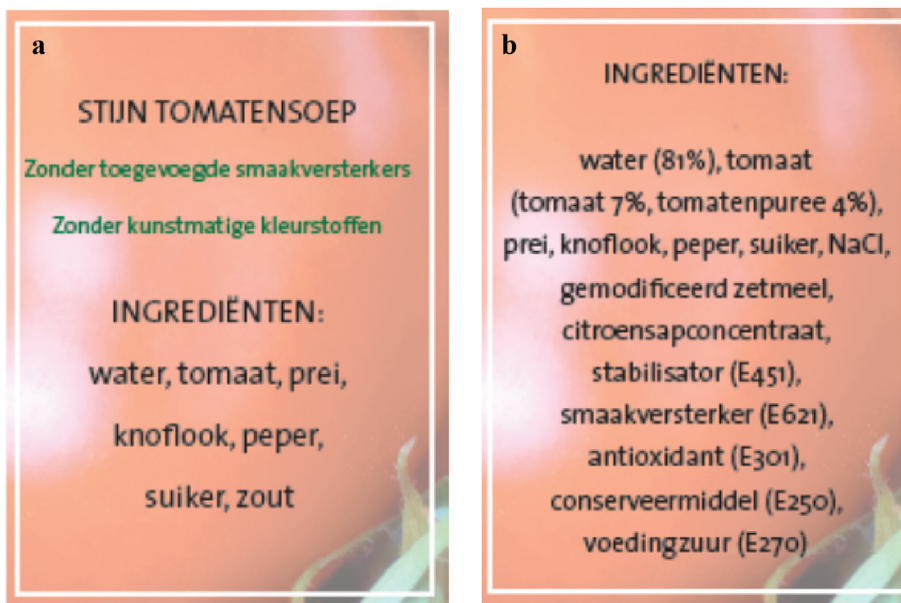 a
STIJN TOMATENSOEP
Zonder toegevoegde smaakversterkers
Zonder kunstmatige kleurstoffen
INGREDIËNTEN:
water, tomaat, prei,
knoflook, peper,
suiker, zout
b
INGREDIËNTEN:
water (81%), tomaat
(tomaat 7%, tomatenpuree 4%),
prei, knoflook, peper, suiker, NaCl,
gemodificeerd zetmeel,
citroensapconcentraat,
stabilisator (E451),
smaakversterker (E621),
antioxidant (E301),
conserveermiddel (E250),
voedingzuur (E270)